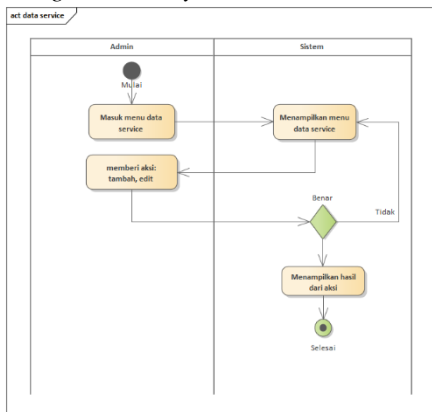 act data service
Admin
Sistem
Mulai
Masuk menu data
service
Menampilkan menu
data service
memberi aksi:
tambah, edit
Benar
Tidak
Menampilkan hasil
dari aksi
Selesai